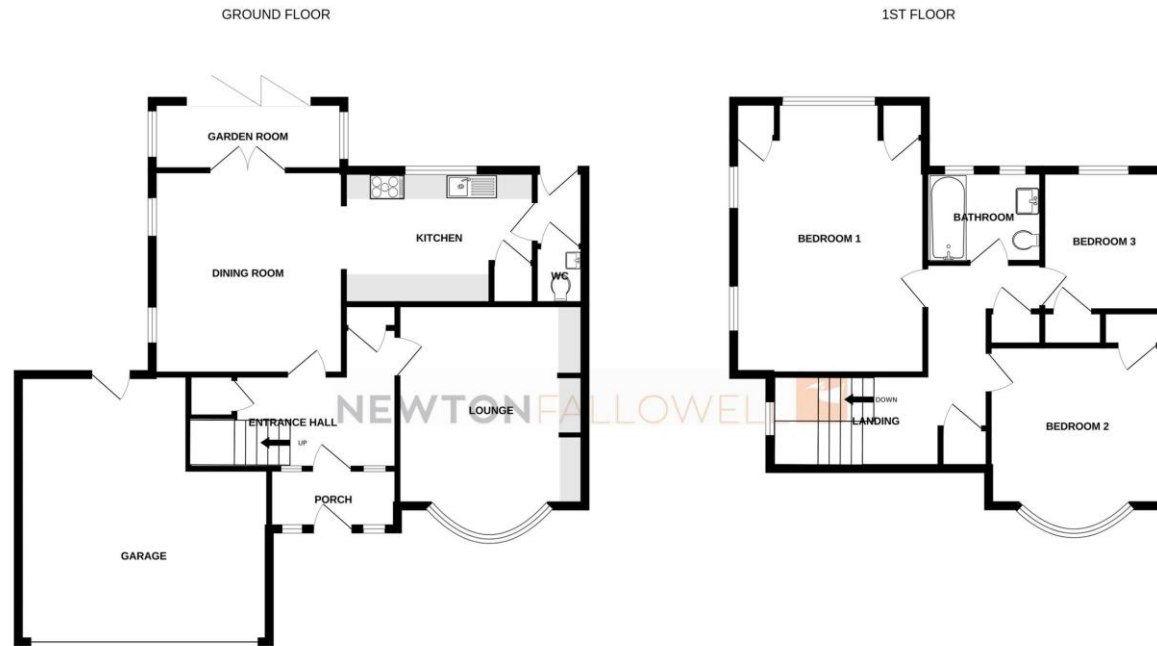 GROUND FLOOR
GARDEN ROOM
KITCHEN
DINING ROOM
WC
LOUNGE
ENTRANCE HALL
UP
PORCH
GARAGE
1ST FLOOR
BATHROOM
BEDROOM 1
BEDROOM 3
DOWN
LANDING
BEDROOM 2
NEWTONFALLOWELL